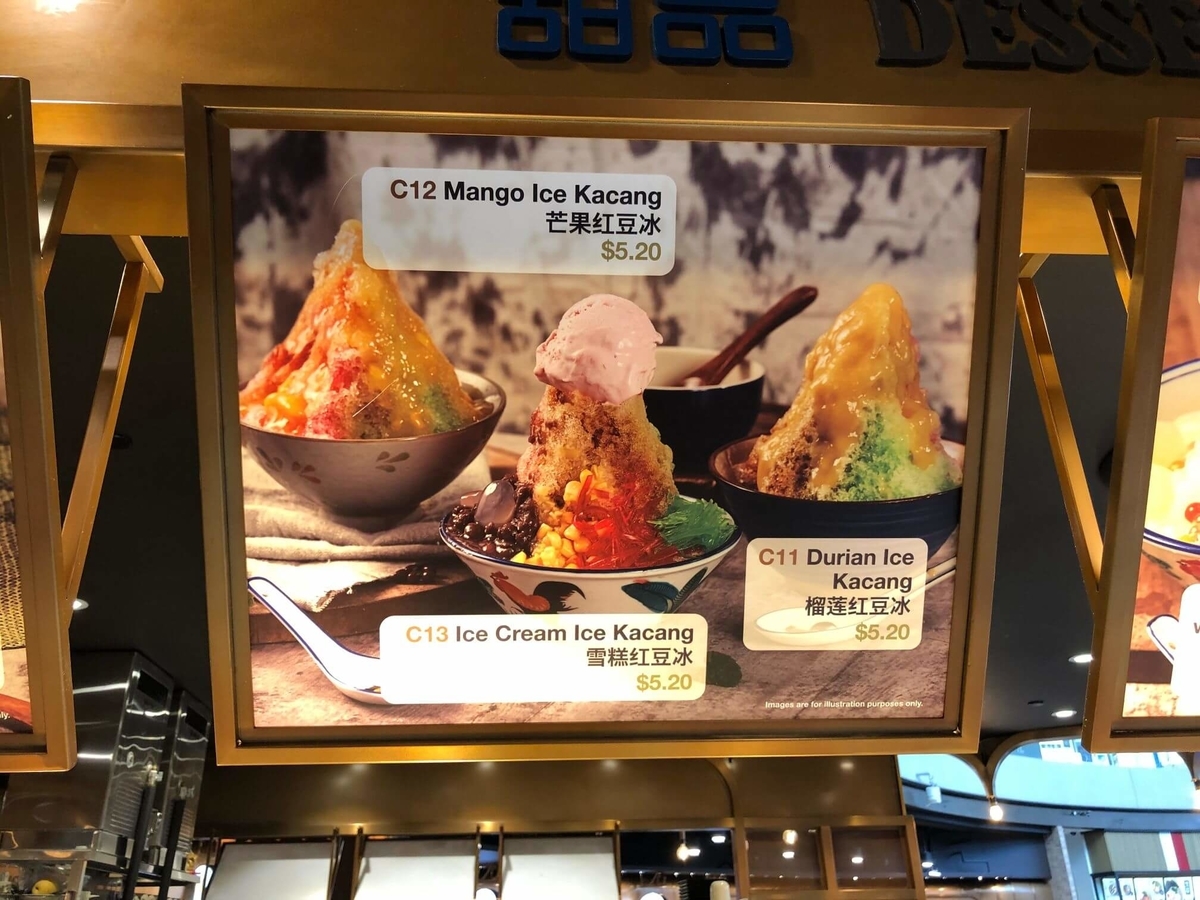 甜品 DESSE
C12 Mango Ice Kacang
芒果红豆冰
$5.20
C11 Durian Ice
Kacang
榴莲红豆冰
$5.20
C13 Ice Cream Ice Kacang
雪糕红豆冰
$5.20
Images are for illustration purposes only.
ly.